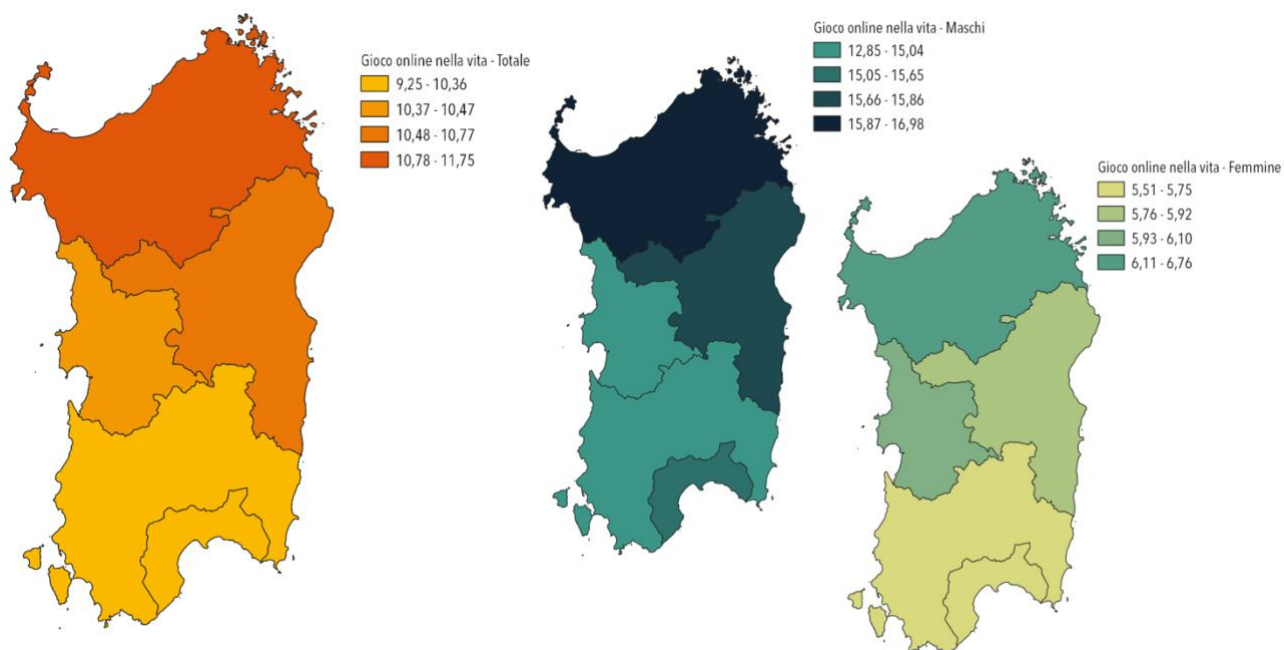 Gioco online nella vita - Totale
9,25 - 10,36
10,37 - 10,47
10,48 - 10,77
10,78 - 11,75
Gioco online nella vita - Maschi
12,85 - 15,04
15,05 - 15,65
15,66 - 15,86
15,87 - 16,98
Gioco online nella vita - Femmine
5,51 - 5,75
5,76 - 5,92
5,93 - 6,10
6,11 - 6,76